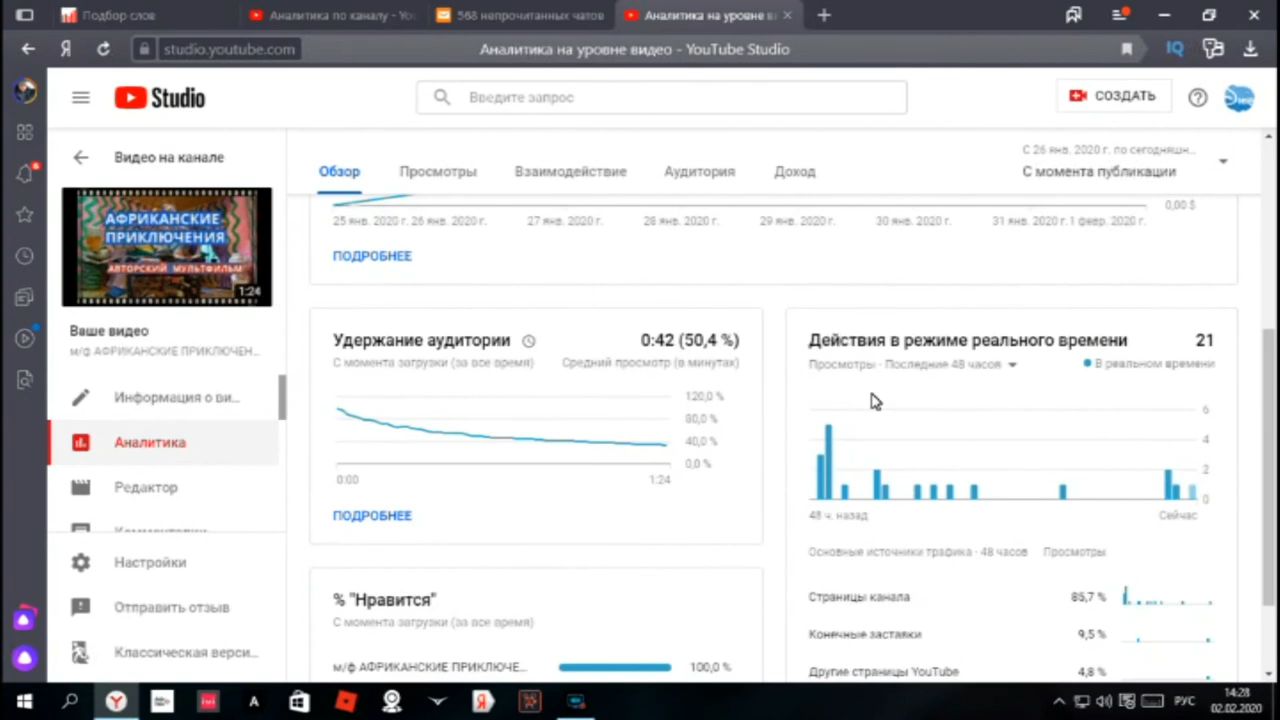 Подбор слов
Аналитика по каналу - Yo
568 непрочитанных чатов
Аналитика на уровне в
Я
studio.youtube.com
Аналитика на уровне видео - YouTube Studio
IQ
Studio
Введите запрос
СОЗДАТЬ
Видео на канале
АФРИКАНСКИЕ
ПРИКЛЮЧЕНИЯ
АВТОРСКИЙ МУЛЬТФИЛЬМ
1:24
Ваше видео
м/ф АФРИКАНСКИЕ ПРИКЛЮЧЕН...
Информация о ви...
Аналитика
Редактор
Комментарии
Настройки
Отправить отзыв
Классическая верси...
Обзор
Просмотры
Взаимодействие
Аудитория
Доход
С 26 янв. 2020 г. по сегодняшн...
С момента публикации
0,00 $
25 янв. 2020 г. 26 янв. 2020 г. 27 янв. 2020 г. 28 янв. 2020 г. 29 янв. 2020 г. 30 янв. 2020 г. 31 янв. 2020 г. 1 февр. 2020 г.
ПОДРОБНЕЕ
Удержание аудитории 0:42 (50,4 %)
С момента загрузки (за все время) Средний просмотр (в минутах)
120,0 %
80,0 %
40,0 %
0,0 %
0:00 1:24
ПОДРОБНЕЕ
% "Нравится"
С момента загрузки (за все время)
м/ф АФРИКАНСКИЕ ПРИКЛЮЧЕ... 100,0 %
Действия в режиме реального времени 21
Просмотры · Последние 48 часов В реальном времени
6
4
2
0
48 ч. назад Сейчас
Основные источники трафика · 48 часов Просмотры
Страницы канала 85,7 %
Конечные заставки 9,5 %
Другие страницы YouTube 4,8 %
РУС
14:28
02.02.2020